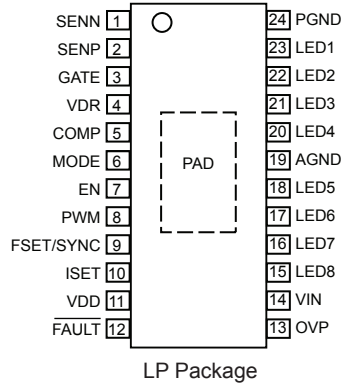 SENN 1
SENP 2
GATE 3
VDR 4
COMP 5
MODE 6
EN 7
PWM 8
FSET/SYNC 9
ISET 10
VDD 11
FAULT 12
PAD
24 PGND
23 LED1
22 LED2
21 LED3
20 LED4
19 AGND
18 LED5
17 LED6
16 LED7
15 LED8
14 VIN
13 OVP
LP Package